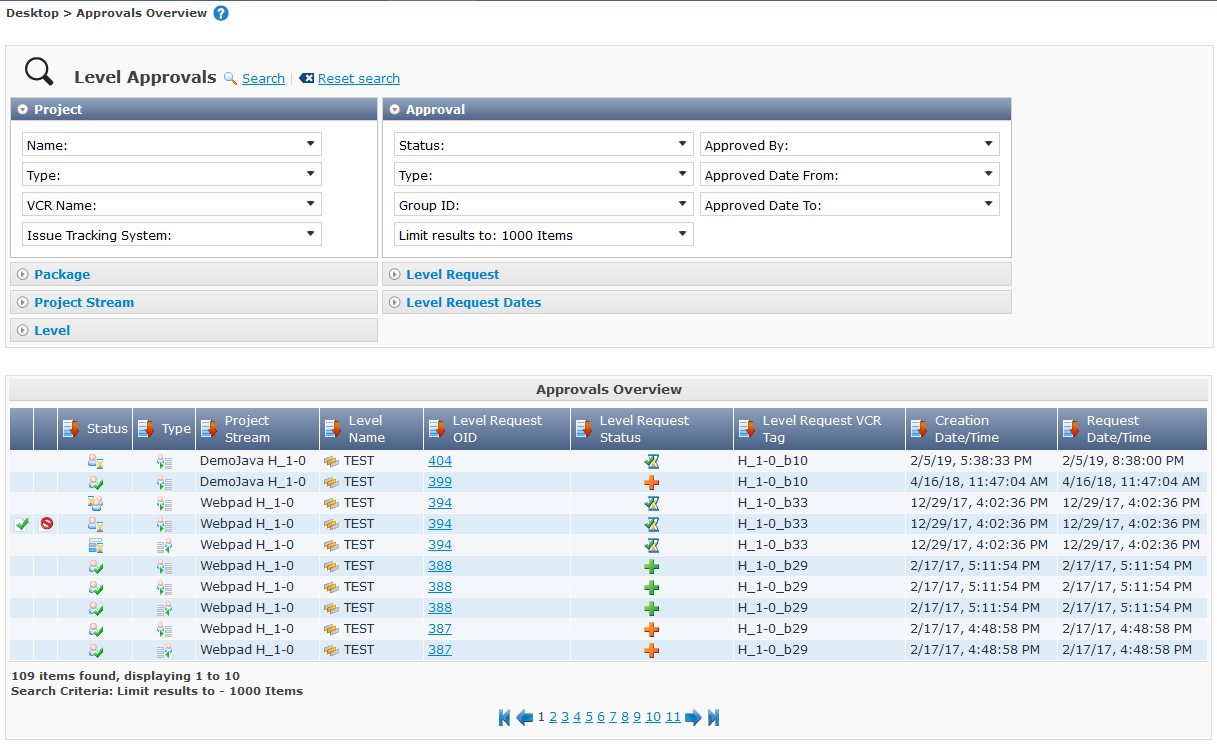 Desktop > Approvals Overview ?
Level Approvals Search | Reset search
Project
Name:
Type:
VCR Name:
Issue Tracking System:
Approval
Status: Approved By:
Type: Approved Date From:
Group ID: Approved Date To:
Limit results to: 1000 Items
Package
Level Request
Project Stream
Level Request Dates
Level
Approvals Overview
Status Type Project Stream Level Name Level Request OID Level Request Status Level Request VCR Tag Creation Date/Time Request Date/Time
DemoJava H_1-0 TEST 404 H_1-0_b10 2/5/19, 5:38:33 PM 2/5/19, 8:38:00 PM
DemoJava H_1-0 TEST 399 H_1-0_b10 4/16/18, 11:47:04 AM 4/16/18, 11:47:04 AM
Webpad H_1-0 TEST 394 H_1-0_b33 12/29/17, 4:02:36 PM 12/29/17, 4:02:36 PM
Webpad H_1-0 TEST 394 H_1-0_b33 12/29/17, 4:02:36 PM 12/29/17, 4:02:36 PM
Webpad H_1-0 TEST 394 H_1-0_b33 12/29/17, 4:02:36 PM 12/29/17, 4:02:36 PM
Webpad H_1-0 TEST 388 H_1-0_b29 2/17/17, 5:11:54 PM 2/17/17, 5:11:54 PM
Webpad H_1-0 TEST 388 H_1-0_b29 2/17/17, 5:11:54 PM 2/17/17, 5:11:54 PM
Webpad H_1-0 TEST 388 H_1-0_b29 2/17/17, 5:11:54 PM 2/17/17, 5:11:54 PM
Webpad H_1-0 TEST 387 H_1-0_b29 2/17/17, 4:48:58 PM 2/17/17, 4:48:58 PM
Webpad H_1-0 TEST 387 H_1-0_b29 2/17/17, 4:48:58 PM 2/17/17, 4:48:58 PM
109 items found, displaying 1 to 10
Search Criteria: Limit results to - 1000 Items
1 2 3 4 5 6 7 8 9 10 11